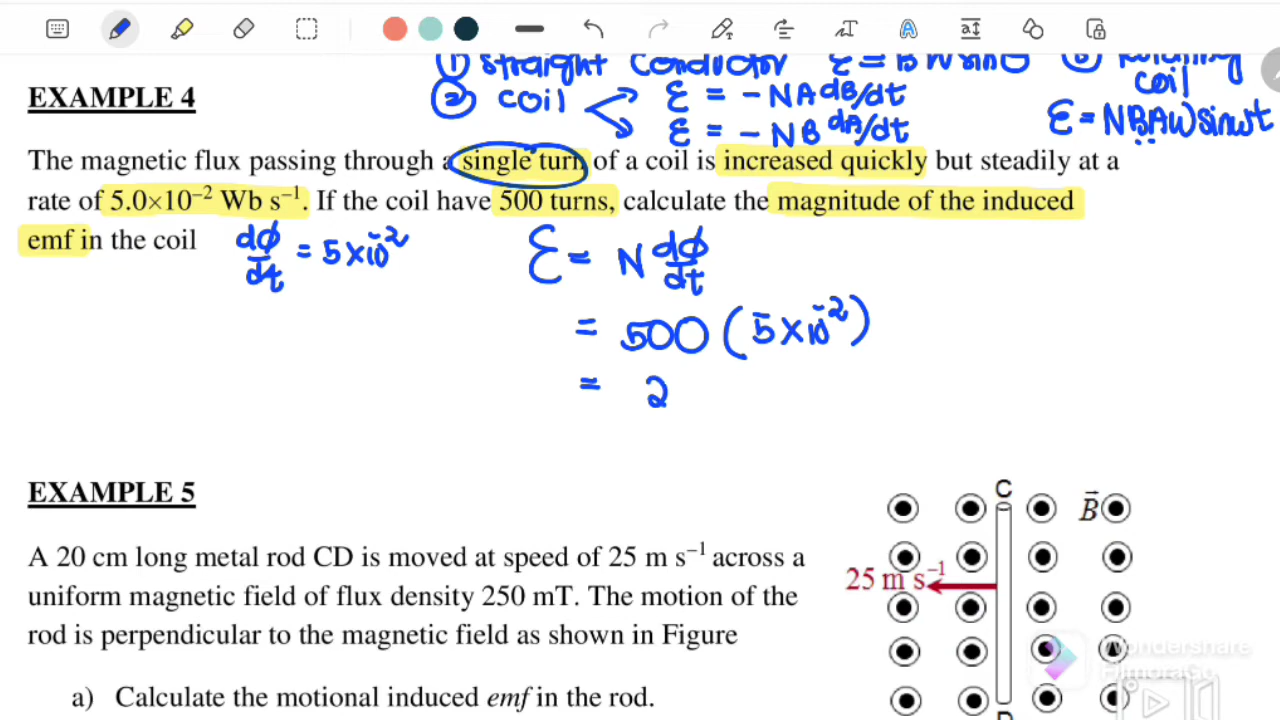 ① straight conductor ε = Blvsinθ ③ rotating
coil
② coil ε = -NA dB/dt
ε = -NB dA/dt
ε = NBAωsinωt
EXAMPLE 4
The magnetic flux passing through a single turn of a coil is increased quickly but steadily at a
rate of 5.0×10⁻² Wb s⁻¹. If the coil have 500 turns, calculate the magnitude of the induced
emf in the coil
dϕ/dt = 5×10⁻²
ε = N dϕ/dt
= 500 (5×10⁻²)
= 2
EXAMPLE 5
A 20 cm long metal rod CD is moved at speed of 25 m s⁻¹ across a
uniform magnetic field of flux density 250 mT. The motion of the
rod is perpendicular to the magnetic field as shown in Figure
a) Calculate the motional induced emf in the rod.
C
B⃗
25 m s⁻¹
D
Wondershare
FilmoraGo